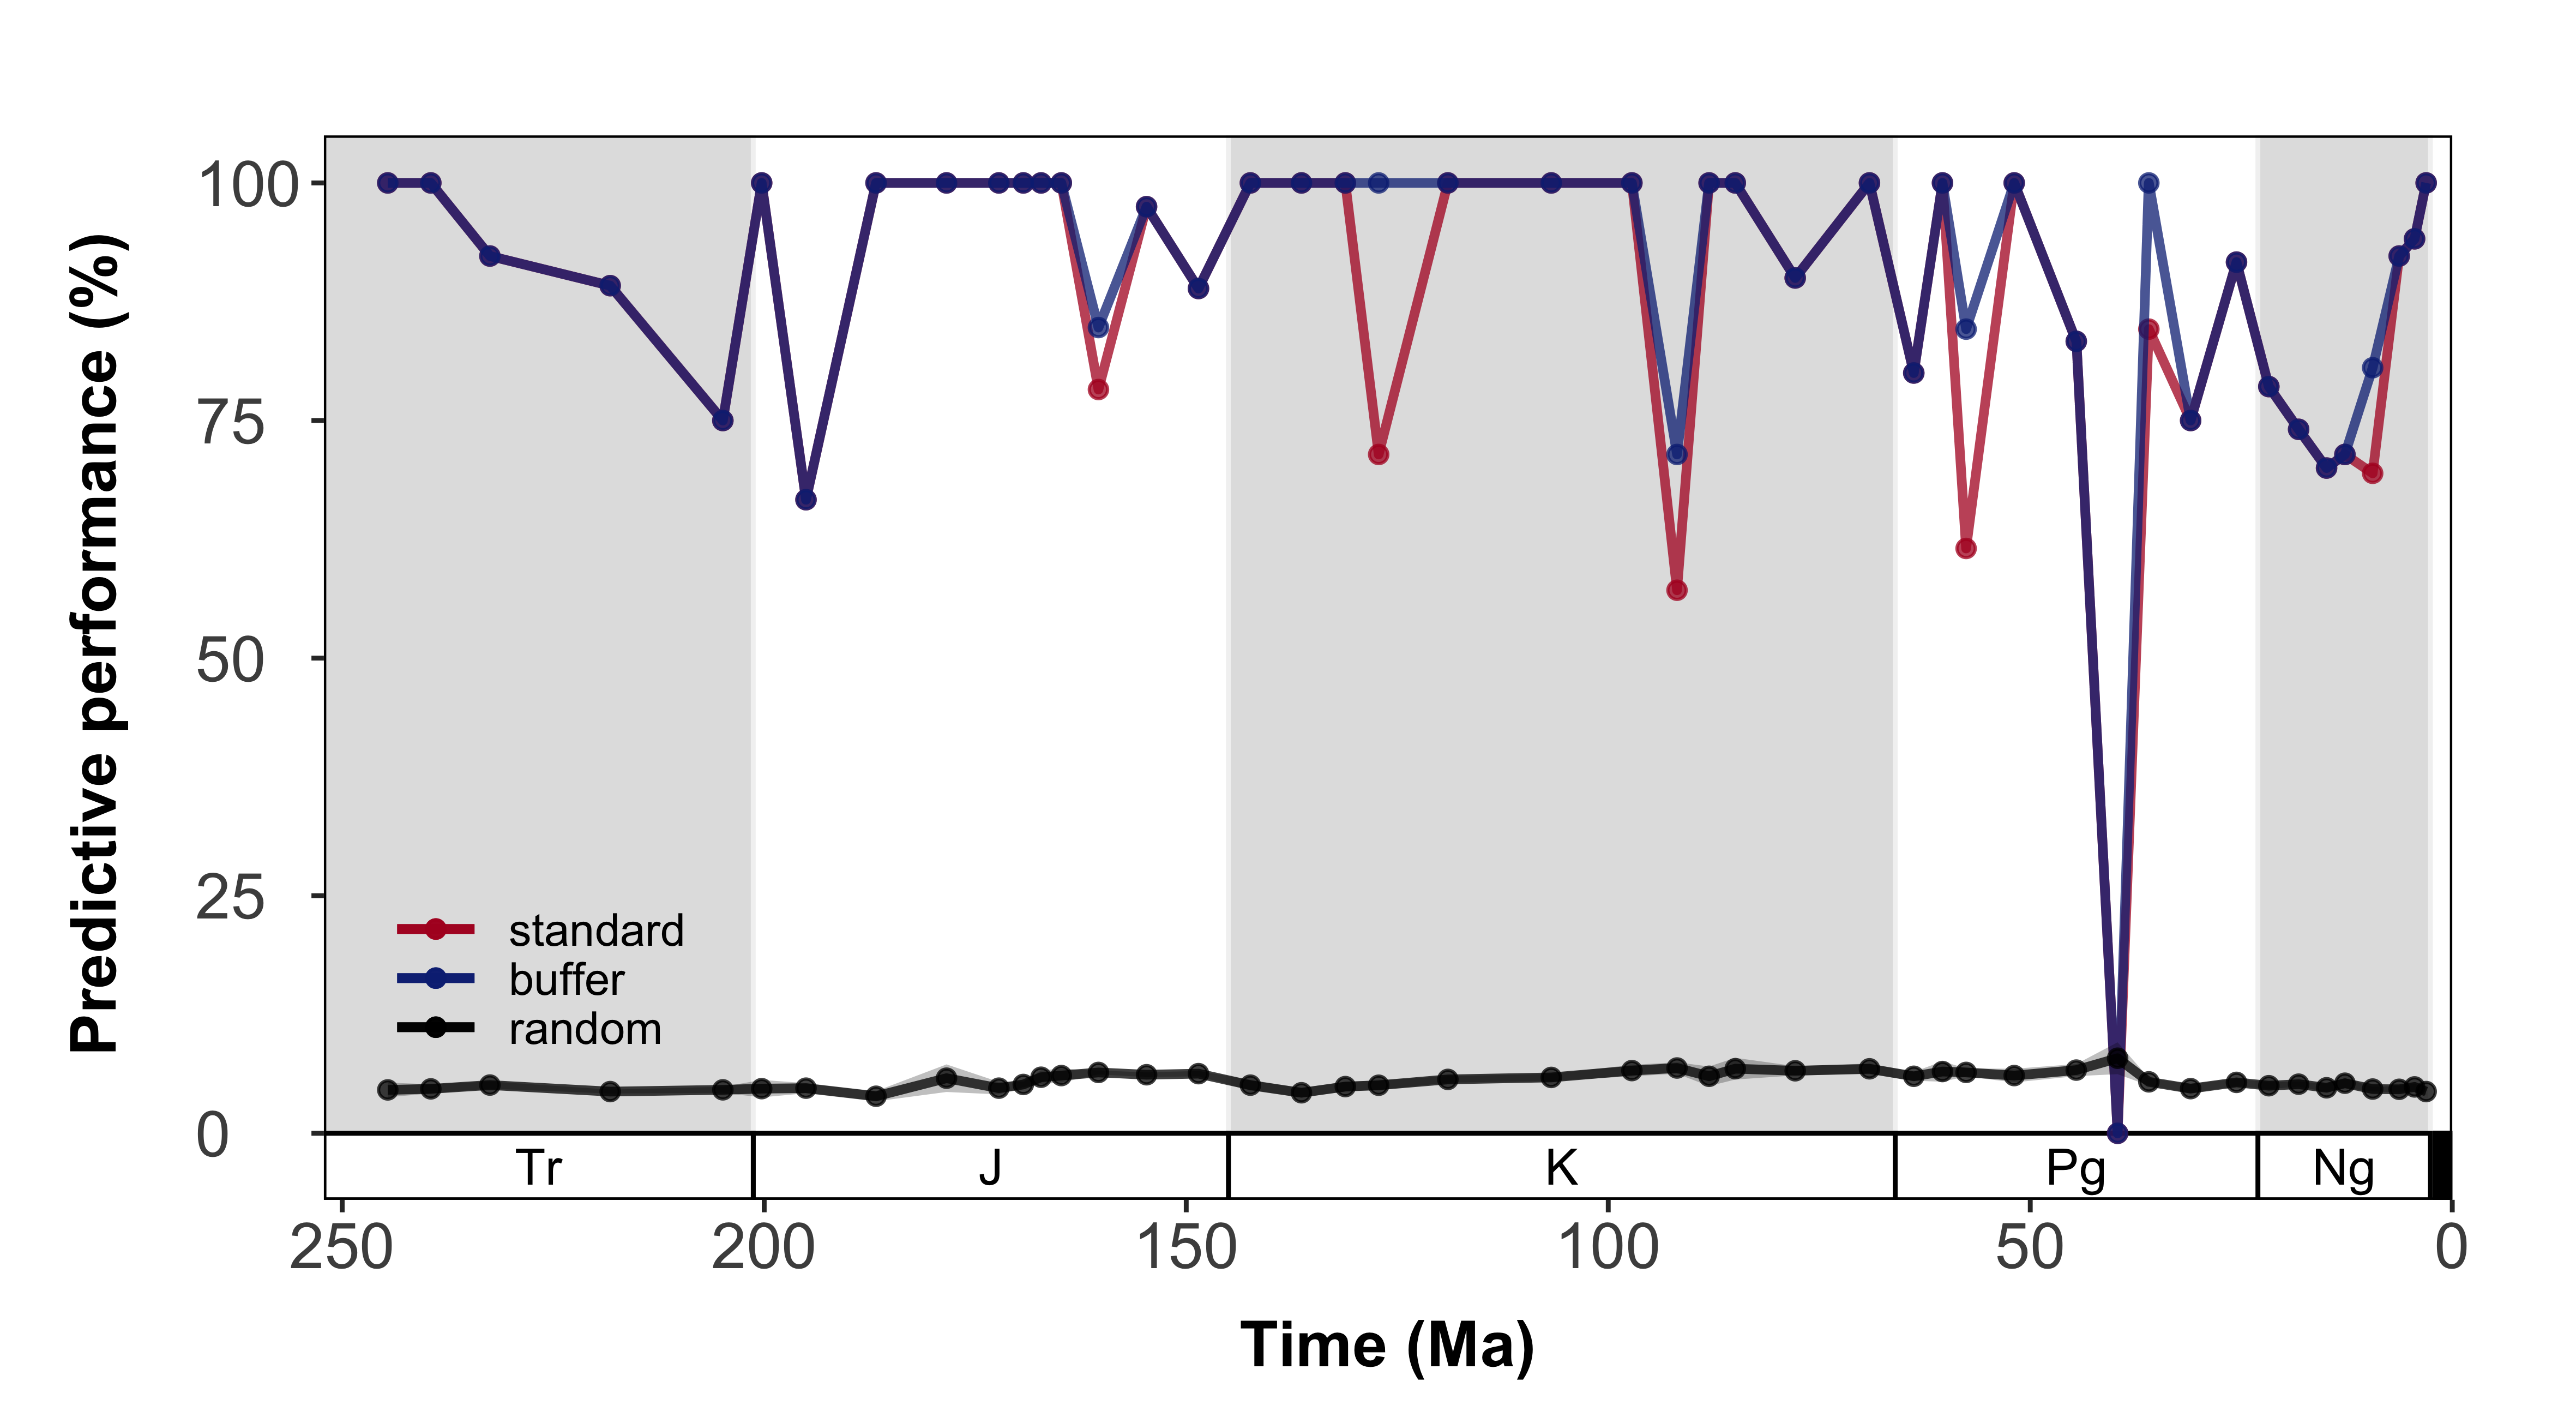 Predictive performance (%)
100
75
50
25
0
standard
buffer
random
Tr J K Pg Ng
250 200 150 100 50 0
Time (Ma)